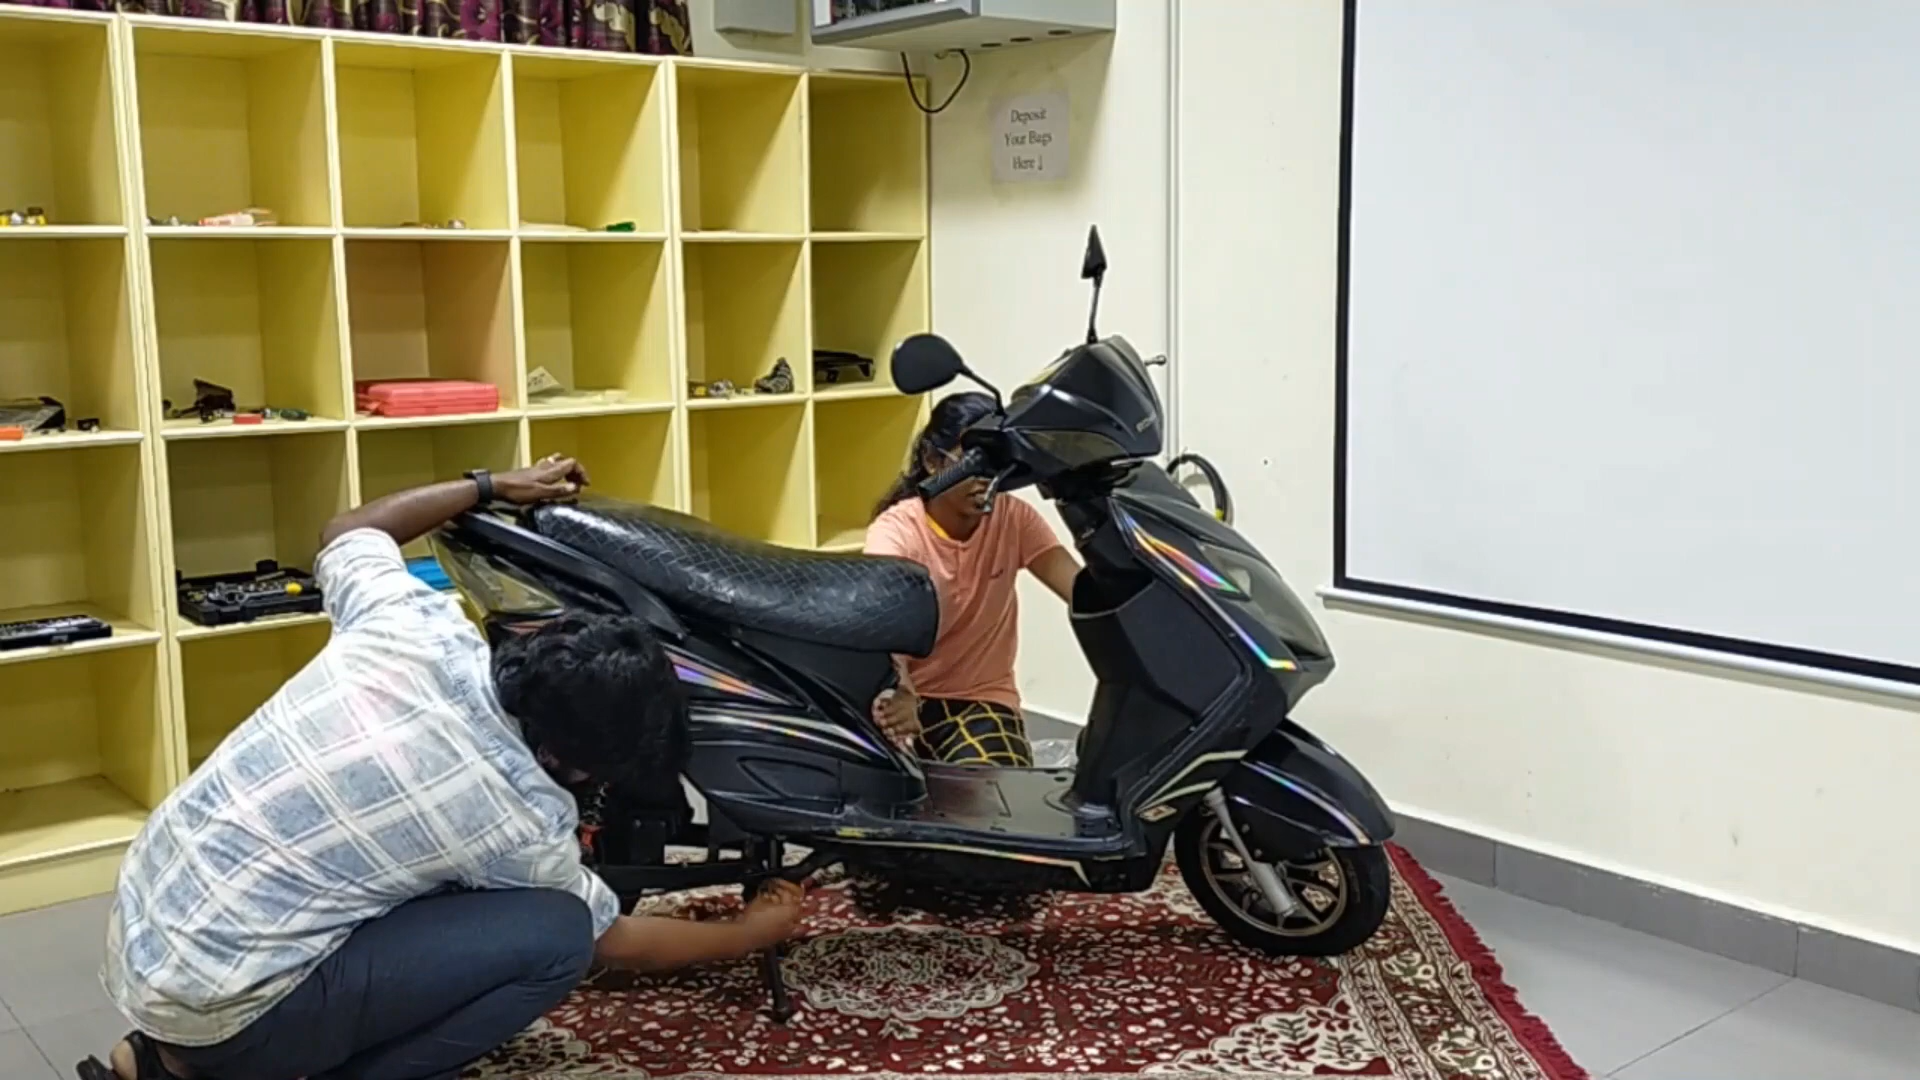 Deposit
Your Bags
Here ↓